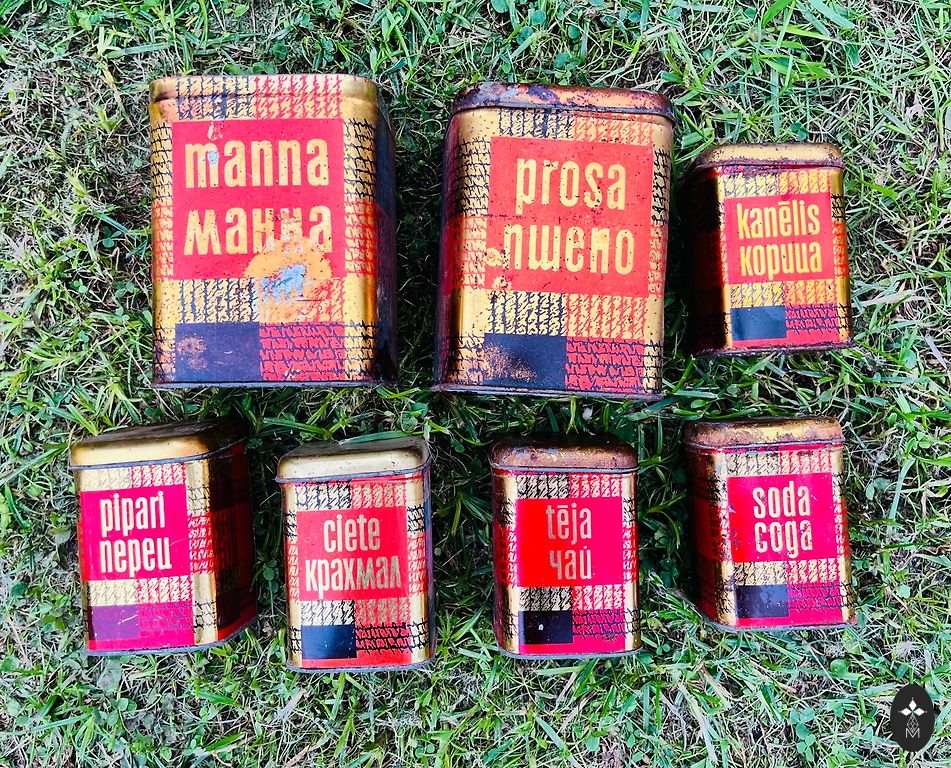 manna
манна
prosa
пшено
kanēlis
корица
pipari
перец
ciete
крахмал
tēja
чай
soda
сода
M